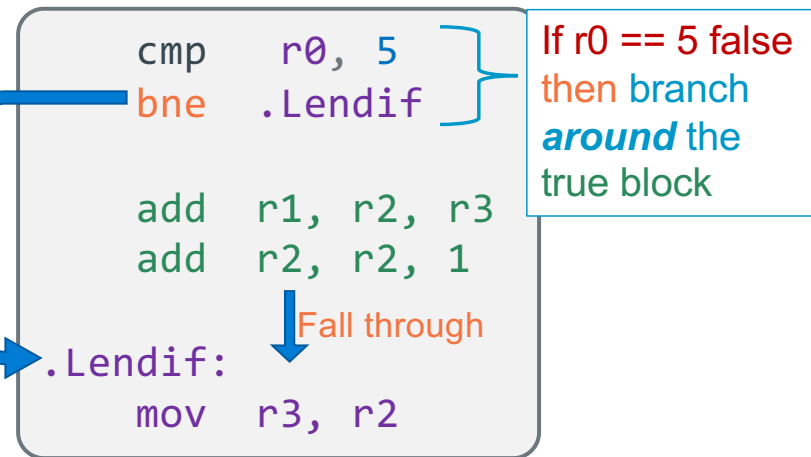 cmp r0, 5
bne .Lendif
add r1, r2, r3
add r2, r2, 1
Fall through
.Lendif:
mov r3, r2
If r0 == 5 false
then branch
around the
true block